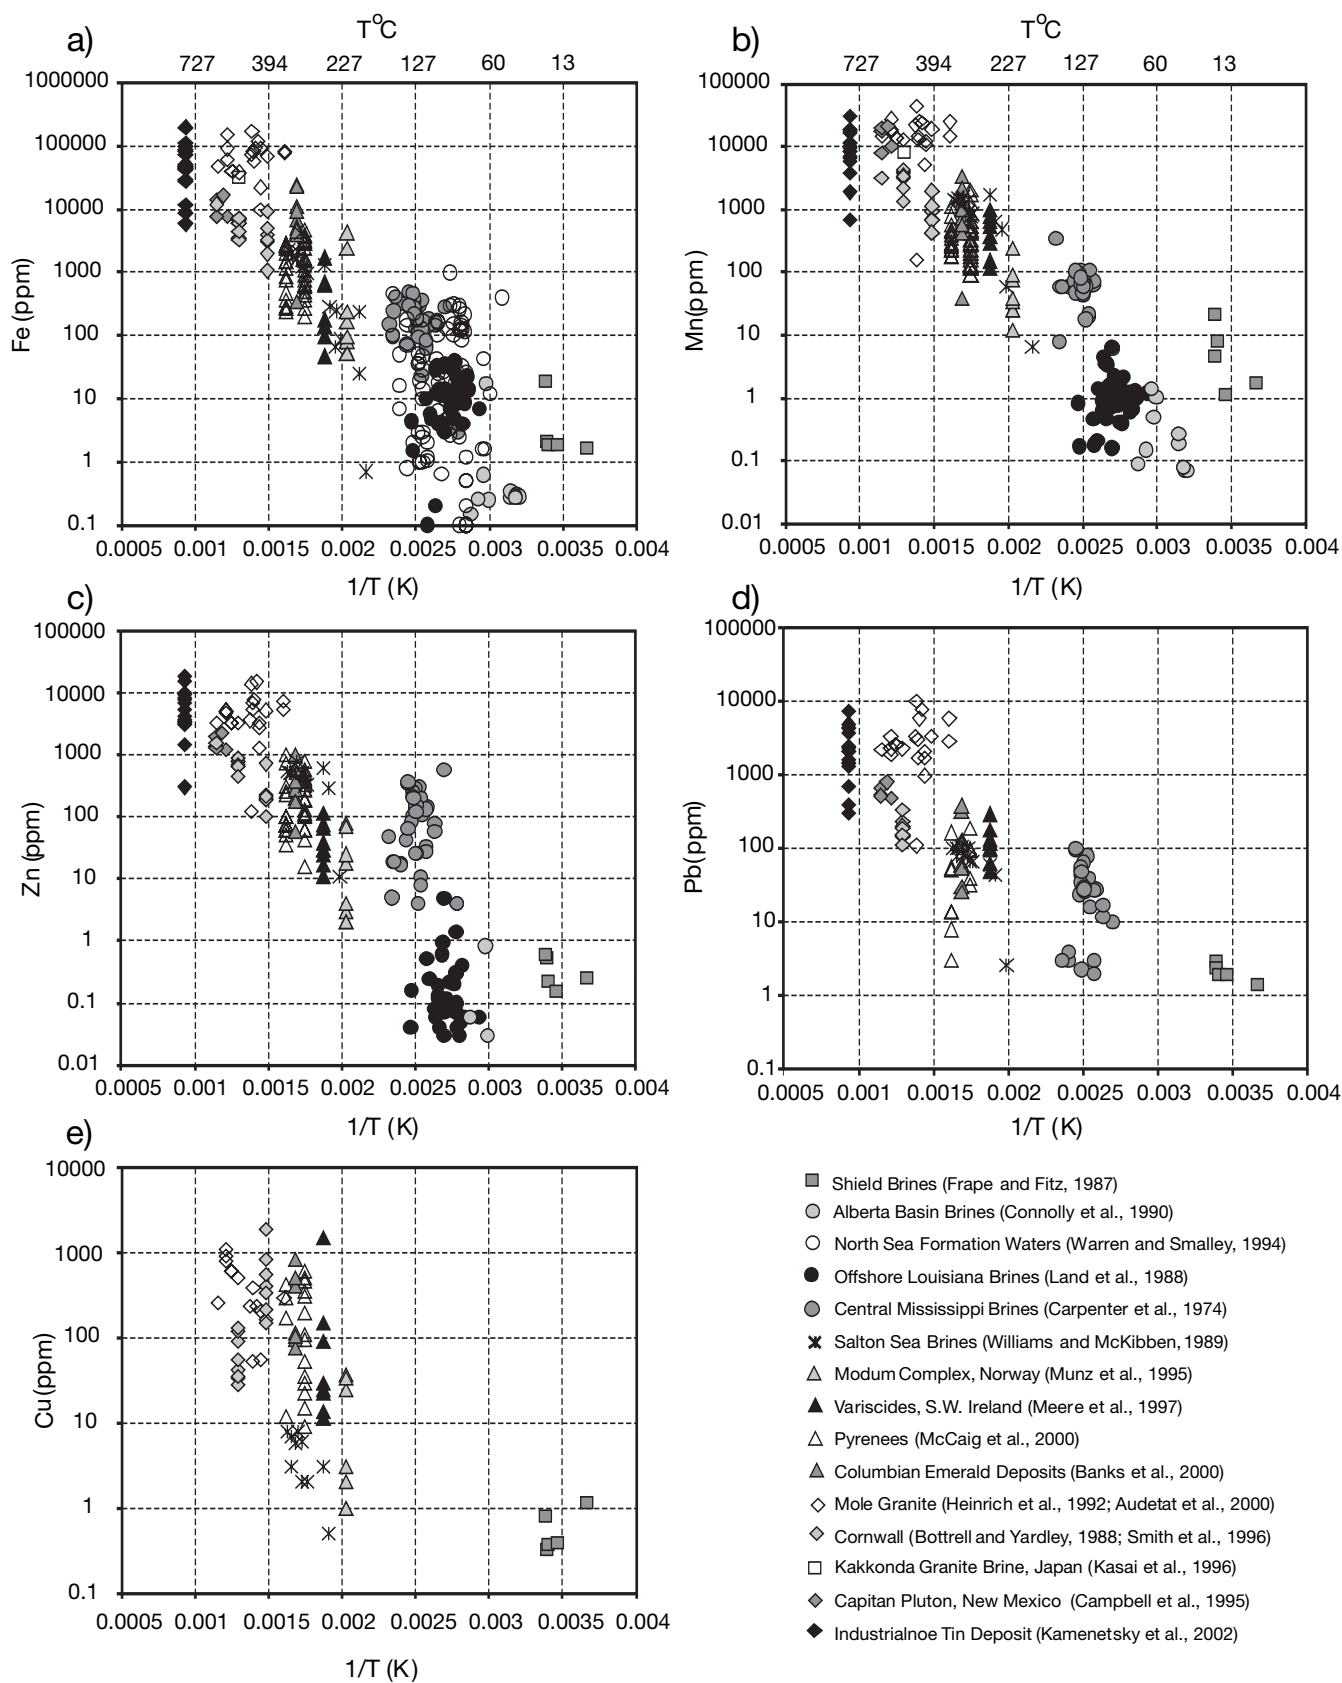 a)
T°C
727 394 227 127 60 13
1000000
100000
10000
1000
100
10
1
0.1
Fe (ppm)
0.0005 0.001 0.0015 0.002 0.0025 0.003 0.0035 0.004
1/T (K)
b)
T°C
727 394 227 127 60 13
100000
10000
1000
100
10
1
0.1
0.01
Mn(ppm)
0.0005 0.001 0.0015 0.002 0.0025 0.003 0.0035 0.004
1/T (K)
c)
100000
10000
1000
100
10
1
0.1
0.01
Zn (ppm)
0.0005 0.001 0.0015 0.002 0.0025 0.003 0.0035 0.004
1/T (K)
d)
100000
10000
1000
100
10
1
0.1
Pb(ppm)
0.0005 0.001 0.0015 0.002 0.0025 0.003 0.0035 0.004
1/T (K)
e)
10000
1000
100
10
1
0.1
Cu (ppm)
0.0005 0.001 0.0015 0.002 0.0025 0.003 0.0035 0.004
1/T (K)
Shield Brines (Frape and Fitz, 1987)
Alberta Basin Brines (Connolly et al., 1990)
North Sea Formation Waters (Warren and Smalley, 1994)
Offshore Louisiana Brines (Land et al., 1988)
Central Mississippi Brines (Carpenter et al., 1974)
Salton Sea Brines (Williams and McKibben, 1989)
Modum Complex, Norway (Munz et al., 1995)
Variscides, S.W. Ireland (Meere et al., 1997)
Pyrenees (McCaig et al., 2000)
Columbian Emerald Deposits (Banks et al., 2000)
Mole Granite (Heinrich et al., 1992; Audetat et al., 2000)
Cornwall (Bottrell and Yardley, 1988; Smith et al., 1996)
Kakkonda Granite Brine, Japan (Kasai et al., 1996)
Capitan Pluton, New Mexico (Campbell et al., 1995)
Industrialnoe Tin Deposit (Kamenetsky et al., 2002)